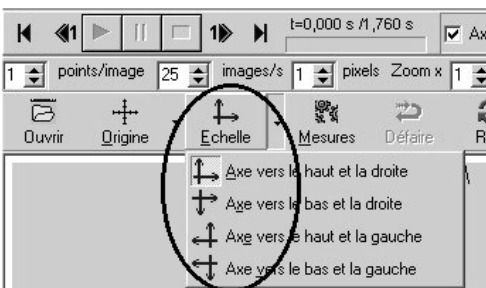 1 1 t=0,000 s /1,760 s Ax
1 points/image 25 images/s 1 pixels Zoom x 1
Ouvrir Origine Echelle Mesures Défaire R
Axe vers le haut et la droite
Axe vers le bas et la droite
Axe vers le haut et la gauche
Axe vers le bas et la gauche